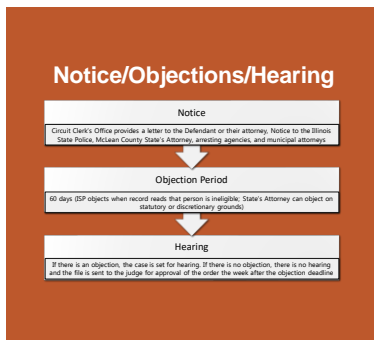 Notice/Objections/Hearing
Notice
Circuit Clerk's Office provides a letter to the Defendant or their attorney, Notice to the Illinois
State Police, McLean County State's Attorney, arresting agencies, and municipal attorneys
Objection Period
60 days (ISP objects when record reads that person is ineligible; State's Attorney can object on
statutory or discretionary grounds)
Hearing
If there is an objection, the case is set for hearing. If there is no objection, there is no hearing
and the file is sent to the judge for approval of the order the week after the objection deadline